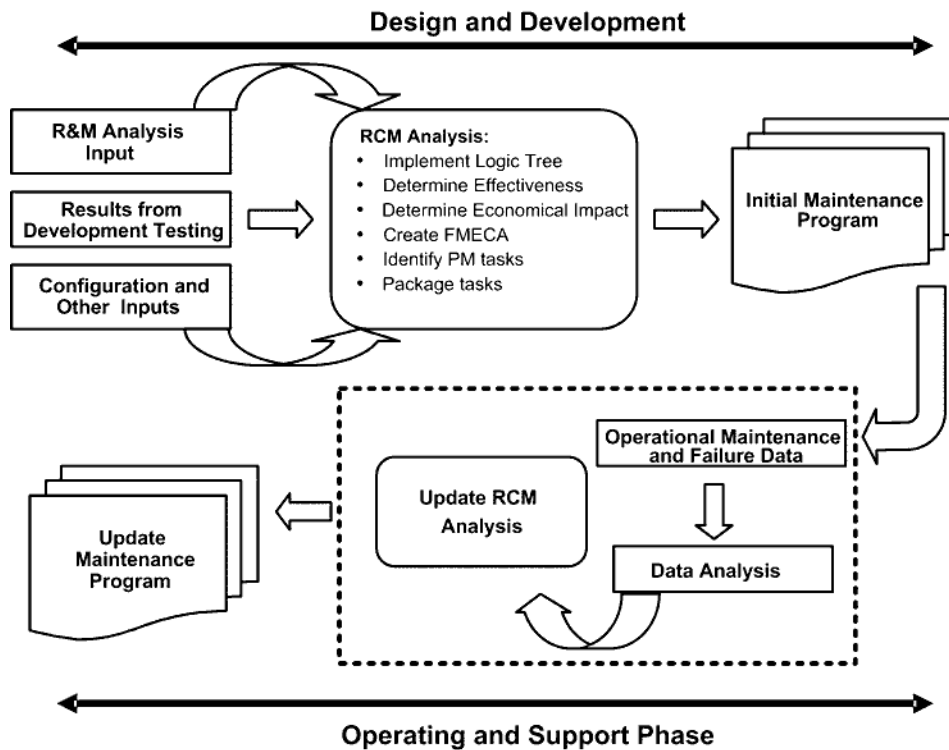 Design and Development
R&M Analysis
Input
Results from
Development Testing
Configuration and
Other Inputs
RCM Analysis:
• Implement Logic Tree
• Determine Effectiveness
• Determine Economical Impact
• Create FMECA
• Identify PM tasks
• Package tasks
Initial Maintenance
Program
Operational Maintenance
and Failure Data
Data Analysis
Update RCM
Analysis
Update
Maintenance
Program
Operating and Support Phase